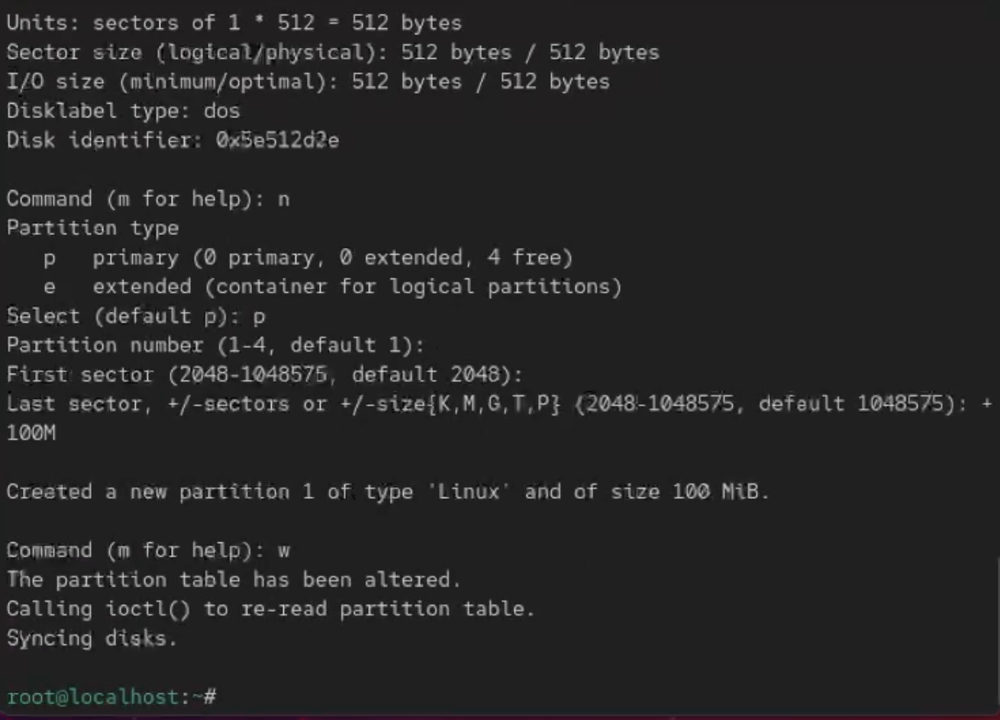 Units: sectors of 1 * 512 = 512 bytes
Sector size (logical/physical): 512 bytes / 512 bytes
I/O size (minimum/optimal): 512 bytes / 512 bytes
Disklabel type: dos
Disk identifier: 0x5e512d2e
Command (m for help): n
Partition type
p   primary (0 primary, 0 extended, 4 free)
e   extended (container for logical partitions)
Select (default p): p
Partition number (1-4, default 1):
First sector (2048-1048575, default 2048):
Last sector, +/-sectors or +/-size{K,M,G,T,P} (2048-1048575, default 1048575): +
100M
Created a new partition 1 of type 'Linux' and of size 100 MiB.
Command (m for help): w
The partition table has been altered.
Calling ioctl() to re-read partition table.
Syncing disks.
root@localhost:~#